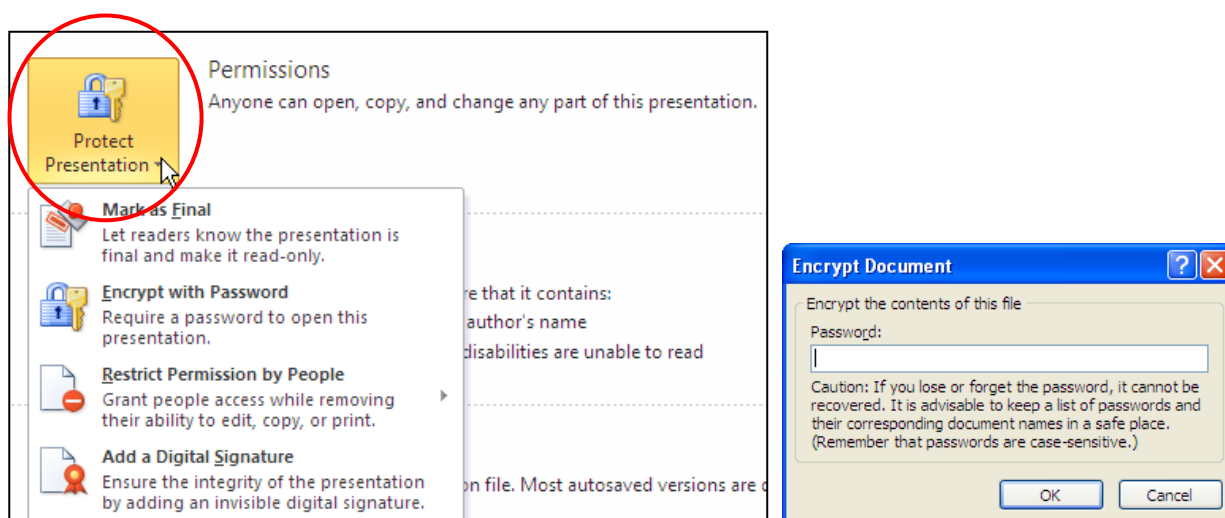 Permissions
Anyone can open, copy, and change any part of this presentation.
Protect
Presentation
Mark as Final
Let readers know the presentation is
final and make it read-only.
Encrypt with Password
Require a password to open this
presentation.
Restrict Permission by People
Grant people access while removing
their ability to edit, copy, or print.
Add a Digital Signature
Ensure the integrity of the presentation
by adding an invisible digital signature.
that it contains:
author's name
disabilities are unable to read
file. Most autosaved versions are
Encrypt Document
Encrypt the contents of this file
Password:
Caution: If you lose or forget the password, it cannot be
recovered. It is advisable to keep a list of passwords and
their corresponding document names in a safe place.
(Remember that passwords are case-sensitive.)
OK
Cancel